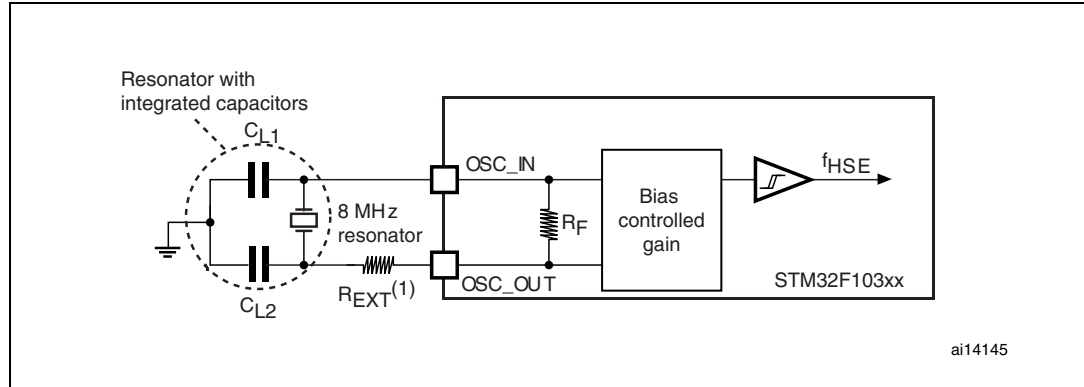 Resonator with
integrated capacitors
CL1
OSC_IN
fHSE
8 MHz
resonator
RF
Bias
controlled
gain
REXT(1)
OSC_OUT
STM32F103xx
CL2
ai14145